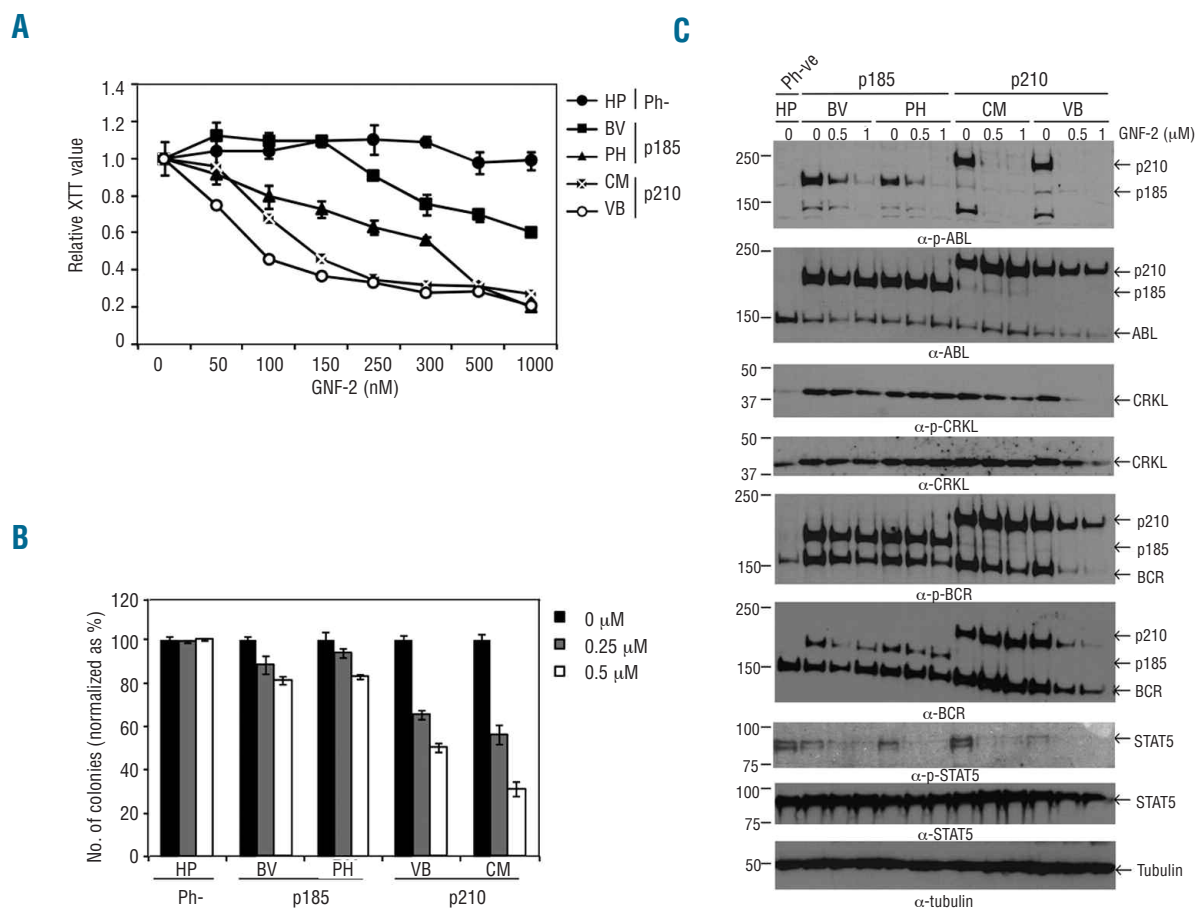 A
Relative XTT value
1.4
1.2
1.0
0.8
0.6
0.4
0.2
0
0 50 100 150 250 300 500 1000
GNF-2 (nM)
HP Ph-
BV
PH
p185
CM
VB
p210
B
No. of colonies (normalized as %)
120
100
80
60
40
20
0
HP BV PH VB CM
Ph- p185 p210
0 μM
0.25 μM
0.5 μM
C
Ph-ve p185 p210
HP BV PH CM VB
0 0 0.5 1 0 0.5 1 0 0.5 1 0 0.5 1 GNF-2 (μM)
250
150
p210
p185
α-p-ABL
250
150
p210
p185
ABL
α-ABL
50
37
CRKL
α-p-CRKL
50
37
CRKL
α-CRKL
250
150
p210
p185
BCR
α-p-BCR
250
150
p210
p185
BCR
α-BCR
100
75
STAT5
α-p-STAT5
100
75
STAT5
α-STAT5
50
Tubulin
α-tubulin